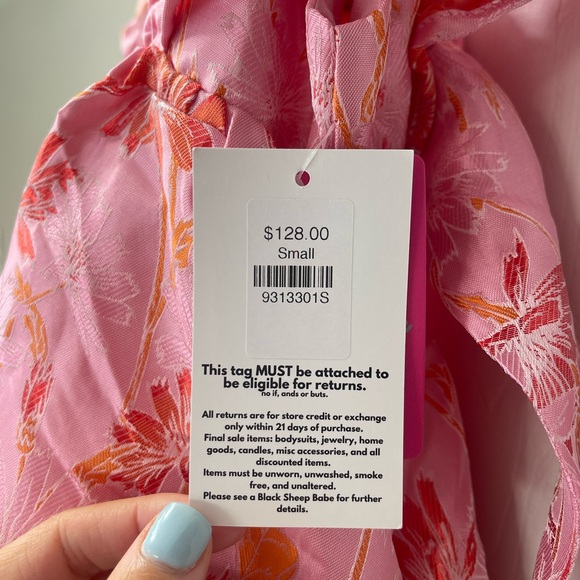 $128.00
Small
9313301S
This tag MUST be attached to
be eligible for returns.
no if, ands or buts.
All returns are for store credit or exchange
only within 21 days of purchase.
Final sale items: bodysuits, jewelry, home
goods, candles, misc accessories, and all
discounted items.
Items must be unworn, unwashed, smoke
free, and unaltered.
Please see a Black Sheep Babe for further
details.